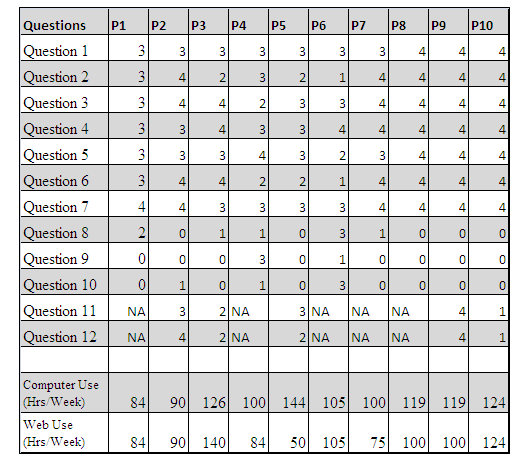 Questions P1 P2 P3 P4 P5 P6 P7 P8 P9 P10
Question 1 3 3 3 3 3 3 3 4 4 4
Question 2 3 4 2 3 2 1 4 4 4 4
Question 3 3 4 4 2 3 3 4 4 4 4
Question 4 3 3 4 3 3 4 4 4 4 4
Question 5 3 3 3 4 3 2 3 4 4 4
Question 6 3 4 4 2 2 1 4 4 4 4
Question 7 4 4 3 3 3 3 4 4 4 4
Question 8 2 0 1 1 0 3 1 0 0 0
Question 9 0 0 0 3 0 1 0 0 0 0
Question 10 0 1 0 1 0 3 0 0 0 0
Question 11 NA 3 2 NA 3 NA NA NA 4 1
Question 12 NA 4 2 NA 2 NA NA NA 4 1
Computer Use
(Hrs/Week) 84 90 126 100 144 105 100 119 119 124
Web Use
(Hrs/Week) 84 90 140 84 50 105 75 100 100 124